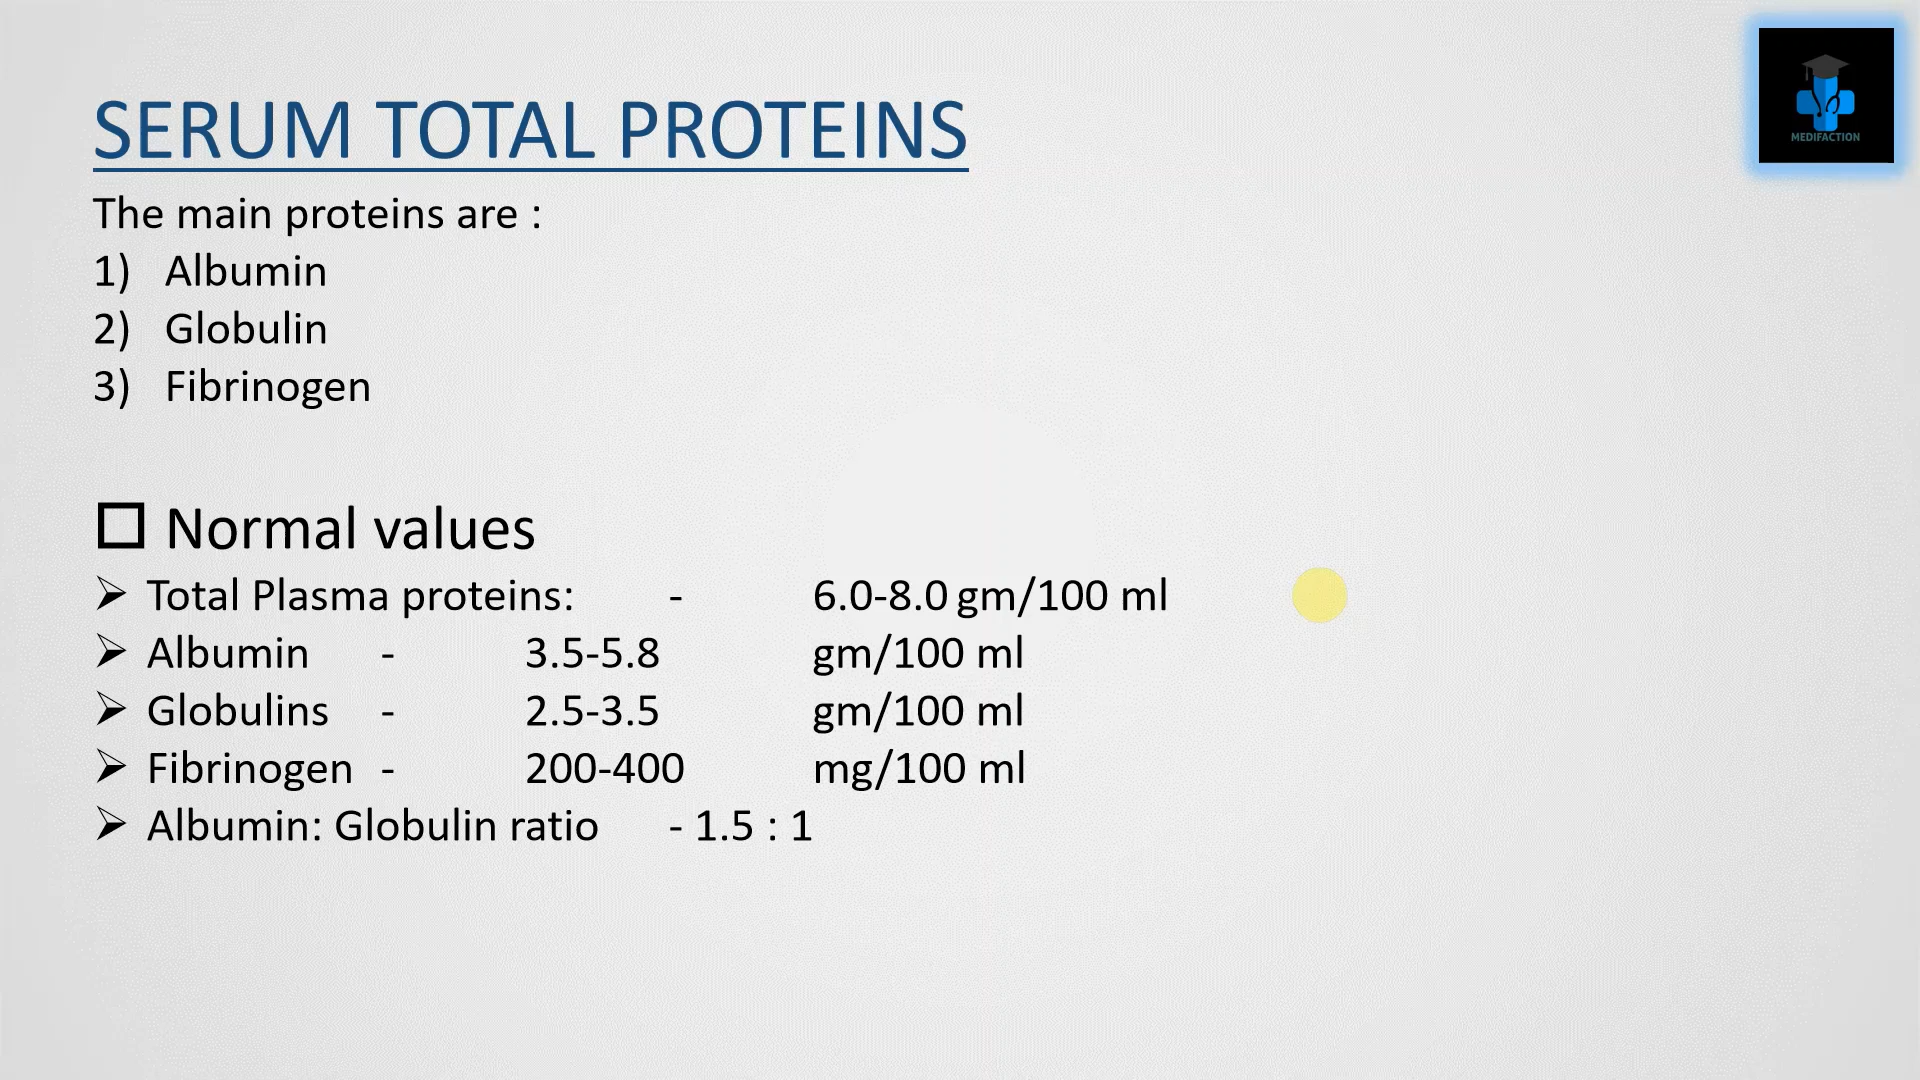 MEDIFACTION
SERUM TOTAL PROTEINS
The main proteins are :
1) Albumin
2) Globulin
3) Fibrinogen
Normal values
Total Plasma proteins: - 6.0-8.0 gm/100 ml
Albumin - 3.5-5.8 gm/100 ml
Globulins - 2.5-3.5 gm/100 ml
Fibrinogen - 200-400 mg/100 ml
Albumin: Globulin ratio - 1.5 : 1